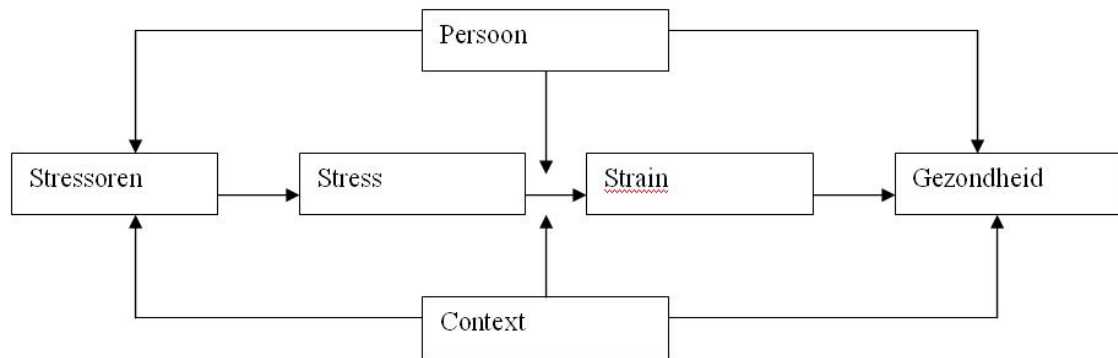 Persoon
Stressoren
Stress
Strain
Gezondheid
Context